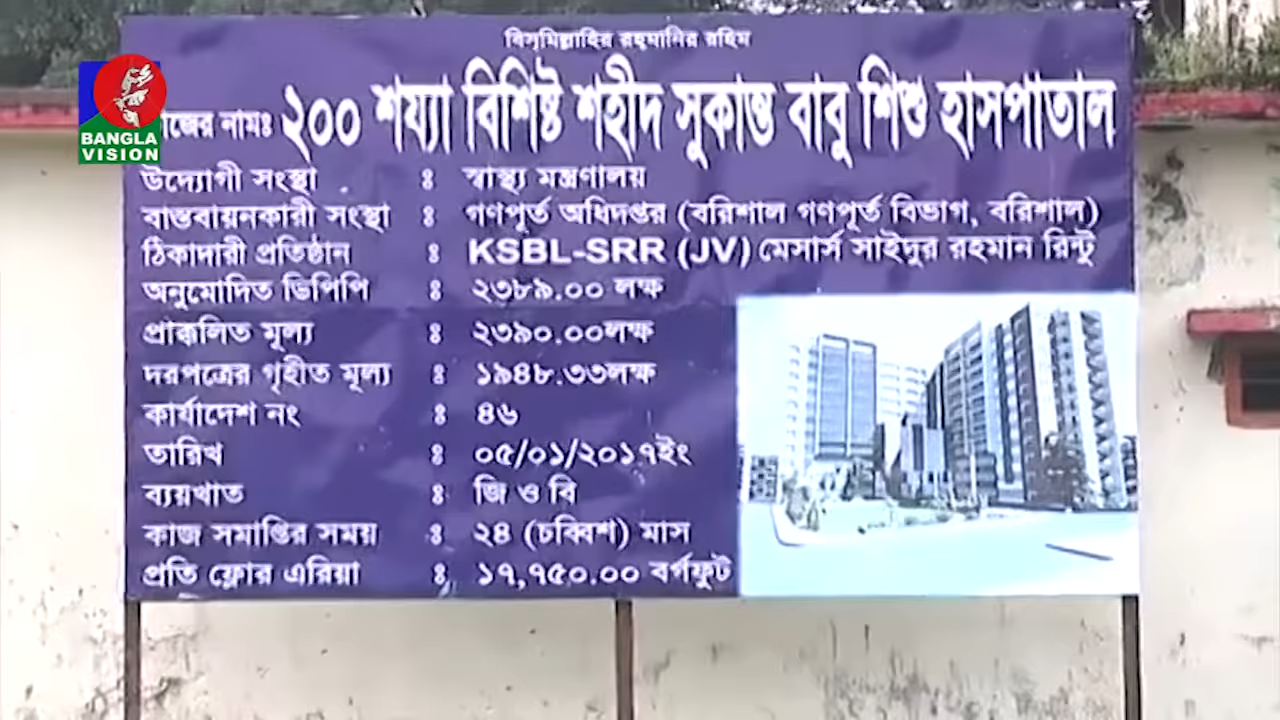 বিসমিল্লাহির রহমানির রহিম
BANGLA
VISION
নামঃ ২০০ শয্যা বিশিষ্ট শহীদ সুকান্ত বাবু শিশু হাসপাতাল
উদ্যোগী সংস্থা ঃ স্বাস্থ্য মন্ত্রণালয়
বাস্তবায়নকারী সংস্থা ঃ গণপূর্ত অধিদপ্তর (বরিশাল গণপূর্ত বিভাগ, বরিশাল)
ঠিকাদারী প্রতিষ্ঠান ঃ KSBL-SRR (JV) মেসার্স সাইদুর রহমান রিন্টু
অনুমোদিত ডিপিপি ঃ ২৩৮৯.০০ লক্ষ
প্রাক্কলিত মূল্য ঃ ২৩৯০.০০লক্ষ
দরপত্রের গৃহীত মূল্য ঃ ১৯৪৮.৩৩লক্ষ
কার্যাদেশ নং ঃ ৪৬
তারিখ ঃ ০৫/০১/২০১৭ইং
ব্যয়খাত ঃ জি ও বি
কাজ সমাপ্তির সময় ঃ ২৪ (চব্বিশ) মাস
প্রতি ফ্লোর এরিয়া ঃ ১৭,৭৫০.০০ বর্গফুট